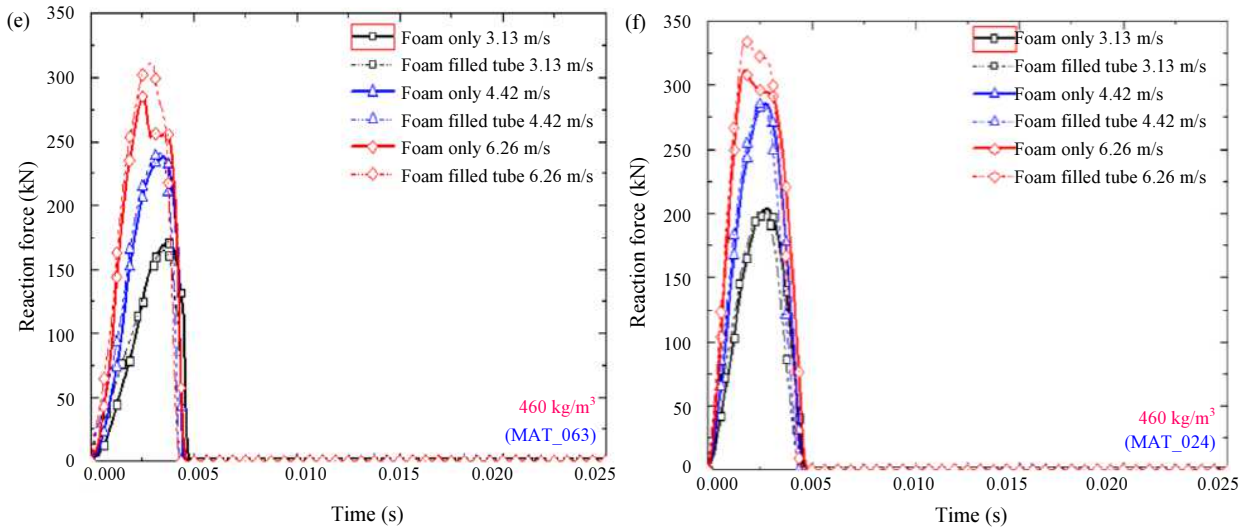 (e)
350
300
250
200
150
100
50
0
Reaction force (kN)
Foam only 3.13 m/s
Foam filled tube 3.13 m/s
Foam only 4.42 m/s
Foam filled tube 4.42 m/s
Foam only 6.26 m/s
Foam filled tube 6.26 m/s
460 kg/m³
(MAT_063)
0.000 0.005 0.010 0.015 0.020 0.025
Time (s)
(f)
350
300
250
200
150
100
50
0
Reaction force (kN)
Foam only 3.13 m/s
Foam filled tube 3.13 m/s
Foam only 4.42 m/s
Foam filled tube 4.42 m/s
Foam only 6.26 m/s
Foam filled tube 6.26 m/s
460 kg/m³
(MAT_024)
0.000 0.005 0.010 0.015 0.020 0.025
Time (s)